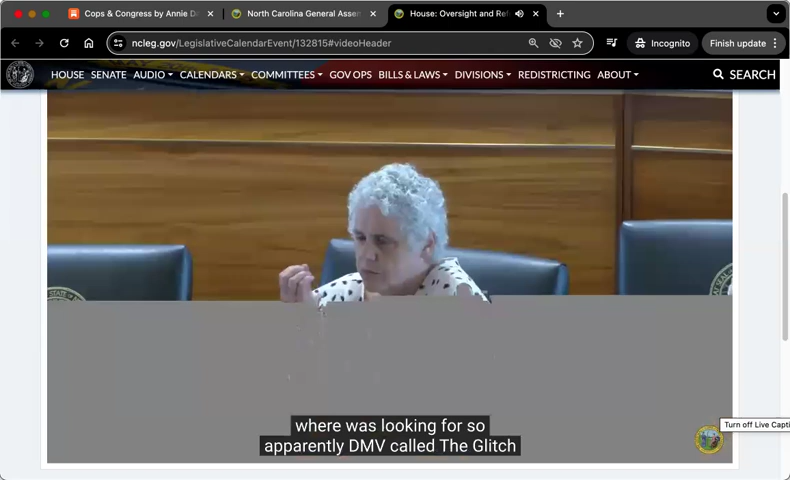 Cops & Congress by Annie D
North Carolina General Assem
House: Oversight and Ref
ncleg.gov/LegislativeCalendarEvent/132815#videoHeader
Incognito
Finish update
HOUSE SENATE AUDIO CALENDARS COMMITTEES GOV OPS BILLS & LAWS DIVISIONS REDISTRICTING ABOUT SEARCH
where was looking for so
apparently DMV called The Glitch
Turn off Live Capti